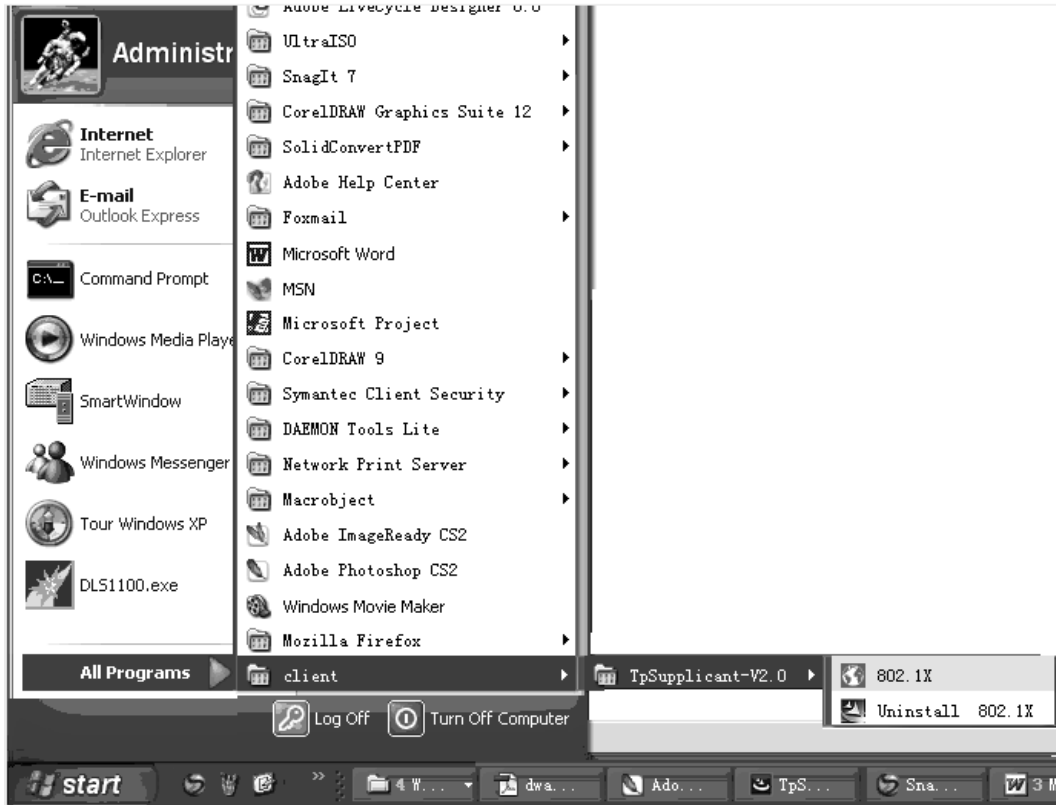 Adobe LiveCycle Designer 8.0
Administr
UltraISO
SnagIt 7
CorelDRAW Graphics Suite 12
SolidConvertPDF
Adobe Help Center
Foxmail
Microsoft Word
MSN
Microsoft Project
CorelDRAW 9
Symantec Client Security
DAEMON Tools Lite
Network Print Server
Macrobject
Adobe ImageReady CS2
Adobe Photoshop CS2
Windows Movie Maker
Mozilla Firefox
client
Internet
Internet Explorer
E-mail
Outlook Express
C:\_
Command Prompt
Windows Media Playe
SmartWindow
Windows Messenger
Tour Windows XP
DLS1100.exe
All Programs
TpSupplicant-V2.0
802.1X
Uninstall 802.1X
Log Off
Turn Off Computer
start
»
4 W...
dwa...
Ado...
TpS...
Sna...
3 M